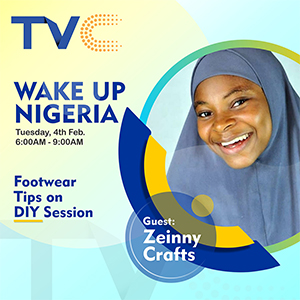 TVC
WAKE UP
NIGERIA
Tuesday, 4th Feb.
6:00AM - 9:00AM
Footwear
Tips on
DIY Session
Guest:
Zeinny
Crafts